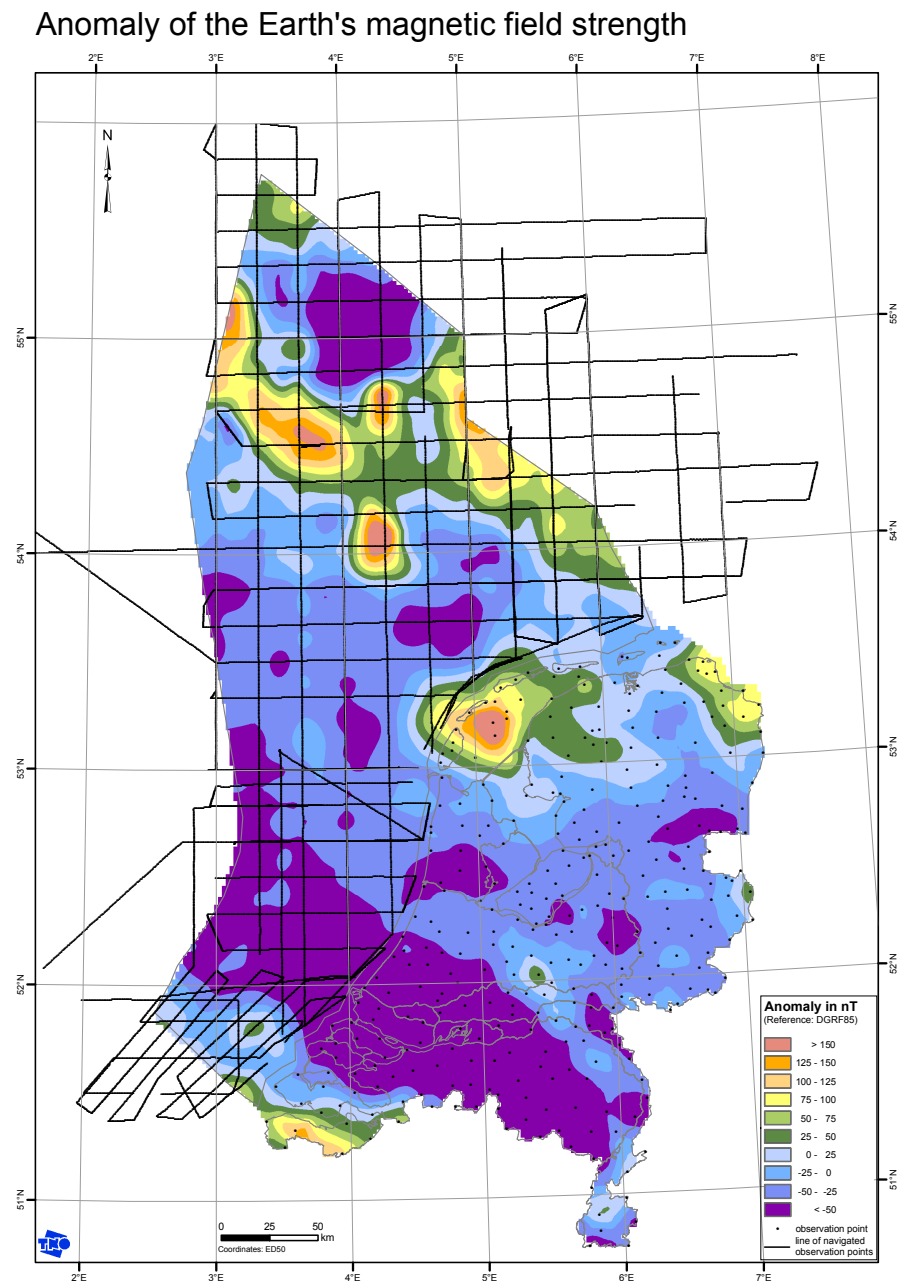 Anomaly of the Earth's magnetic field strength
2°E 3°E 4°E 5°E 6°E 7°E 8°E
N
55°N 55°N
54°N 54°N
53°N 53°N
52°N 52°N
51°N 51°N
Anomaly in nT
(Reference: DGRF85)
> 150
125 - 150
100 - 125
75 - 100
50 - 75
25 - 50
0 - 25
-25 - 0
-50 - -25
< -50
observation point
line of navigated
observation points
0 25 50
km
Coordinates: ED50
TNO
2°E 3°E 4°E 5°E 6°E 7°E